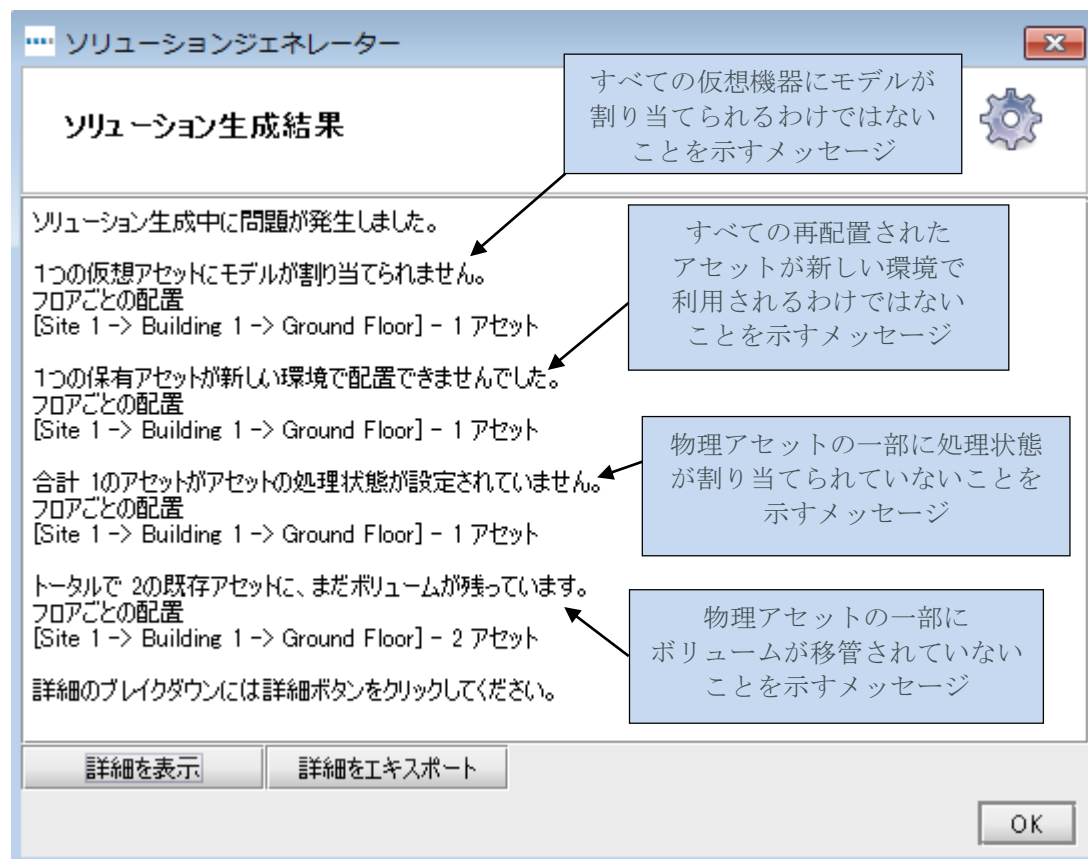 ソリューションジェネレーター
すべての仮想機器にモデルが
割り当てられるわけではない
ことを示すメッセージ
ソリューション生成結果
ソリューション生成中に問題が発生しました。
すべての再配置された
アセットが新しい環境で
利用されるわけではない
ことを示すメッセージ
1つの仮想アセットにモデルが割り当てられません。
フロアごとの配置
[Site 1 -> Building 1 -> Ground Floor] - 1 アセット
1つの保有アセットが新しい環境で配置できませんでした。
フロアごとの配置
[Site 1 -> Building 1 -> Ground Floor] - 1 アセット
物理アセットの一部に処理状態
が割り当てられていないことを
示すメッセージ
合計 1のアセットがアセットの処理状態が設定されていません。
フロアごとの配置
[Site 1 -> Building 1 -> Ground Floor] - 1 アセット
トータルで 2の既存アセットに、まだボリュームが残っています。
フロアごとの配置
[Site 1 -> Building 1 -> Ground Floor] - 2 アセット
物理アセットの一部に
ボリュームが移管されていない
ことを示すメッセージ
詳細のブレイクダウンには詳細ボタンをクリックしてください。
詳細を表示
詳細をエキスポート
OK